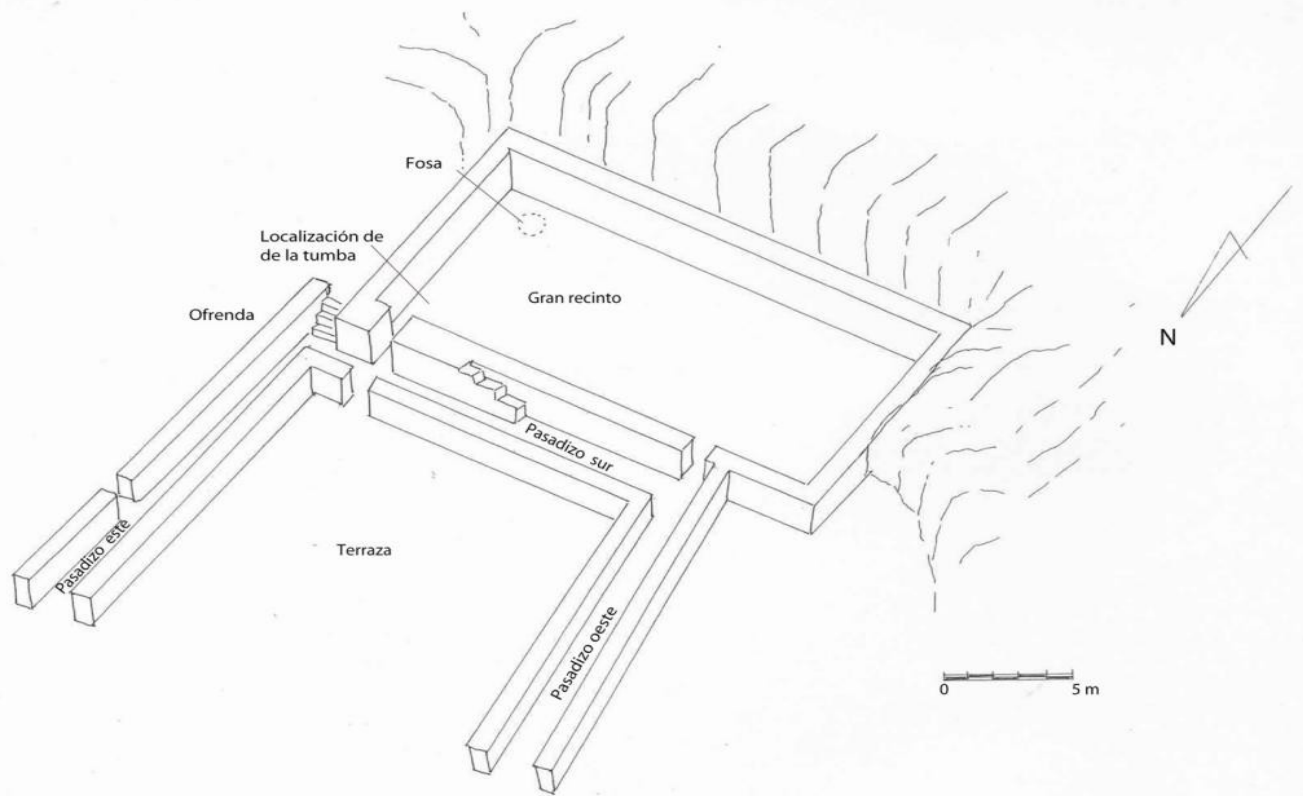 Fosa
Localización de
de la tumba
Ofrenda
Gran recinto
Pasadizo sur
Pasadizo este
Terraza
Pasadizo oeste
N
0 5 m